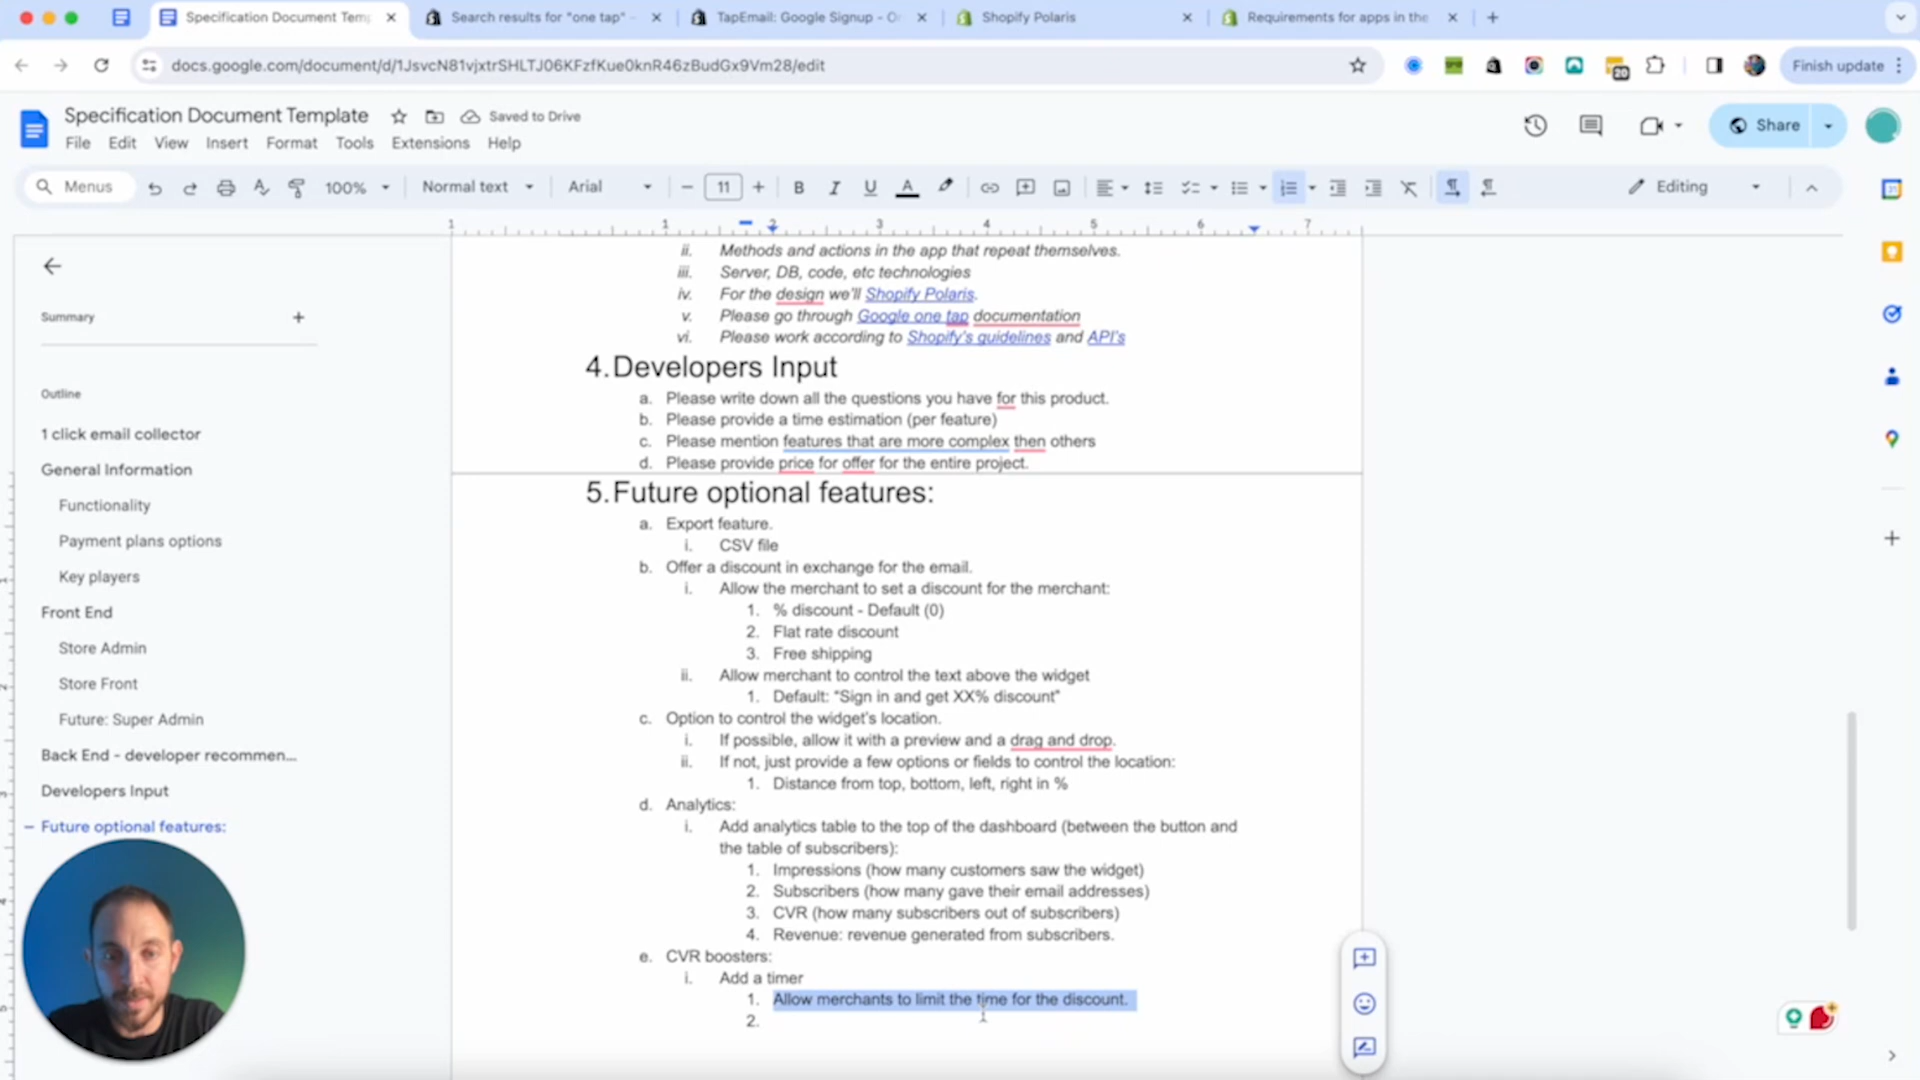 Specification Document Temp
Search results for "one tap" -
TapEmail: Google Signup - O
Shopify Polaris
Requirements for apps in the
docs.google.com/document/d/1JsvcN81vjxtrSHLTJ06KFzfKue0knR46zBudGx9Vm28/edit
20
Finish update
Specification Document Template
Saved to Drive
File Edit View Insert Format Tools Extensions Help
Share
Menus
100%
Normal text
Arial
11
Editing
1 1 2 3 4 5 6 7
Summary
Outline
1 click email collector
General Information
Functionality
Payment plans options
Key players
Front End
Store Admin
Store Front
Future: Super Admin
Back End - developer recommen...
Developers Input
Future optional features:
ii. Methods and actions in the app that repeat themselves.
iii. Server, DB, code, etc technologies
iv. For the design we'll Shopify Polaris.
v. Please go through Google one tap documentation
vi. Please work according to Shopify's guidelines and API's
4. Developers Input
a. Please write down all the questions you have for this product.
b. Please provide a time estimation (per feature)
c. Please mention features that are more complex then others
d. Please provide price for offer for the entire project.
5. Future optional features:
a. Export feature.
i. CSV file
b. Offer a discount in exchange for the email.
i. Allow the merchant to set a discount for the merchant:
1. % discount - Default (0)
2. Flat rate discount
3. Free shipping
ii. Allow merchant to control the text above the widget
1. Default: "Sign in and get XX% discount"
c. Option to control the widget's location.
i. If possible, allow it with a preview and a drag and drop.
ii. If not, just provide a few options or fields to control the location:
1. Distance from top, bottom, left, right in %
d. Analytics:
i. Add analytics table to the top of the dashboard (between the button and
the table of subscribers):
1. Impressions (how many customers saw the widget)
2. Subscribers (how many gave their email addresses)
3. CVR (how many subscribers out of subscribers)
4. Revenue: revenue generated from subscribers.
e. CVR boosters:
i. Add a timer
1. Allow merchants to limit the time for the discount.
2.